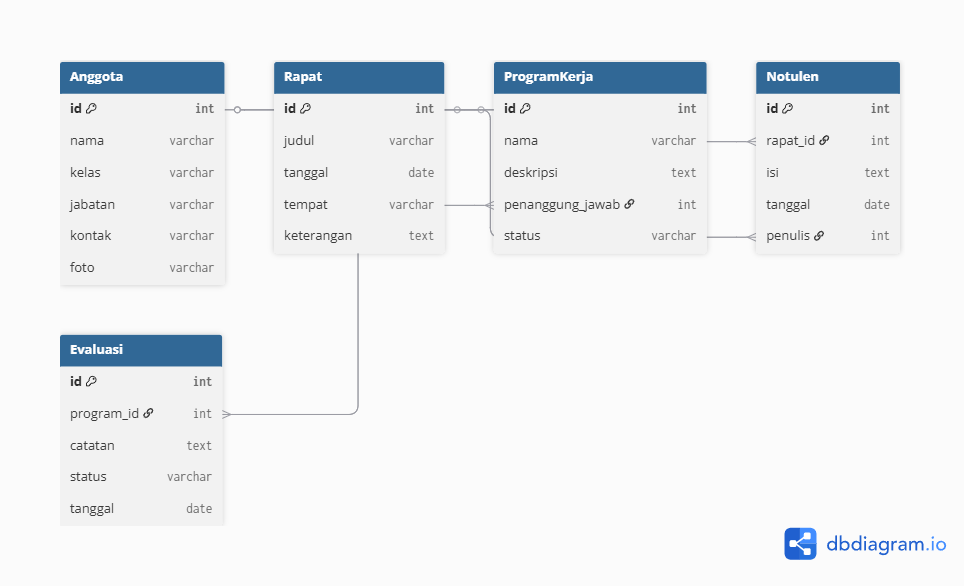 Anggota
id int
nama varchar
kelas varchar
jabatan varchar
kontak varchar
foto varchar
Rapat
id int
judul varchar
tanggal date
tempat varchar
keterangan text
ProgramKerja
id int
nama varchar
deskripsi text
penanggung_jawab int
status varchar
Notulen
id int
rapat_id int
isi text
tanggal date
penulis int
Evaluasi
id int
program_id int
catatan text
status varchar
tanggal date
dbdiagram.io